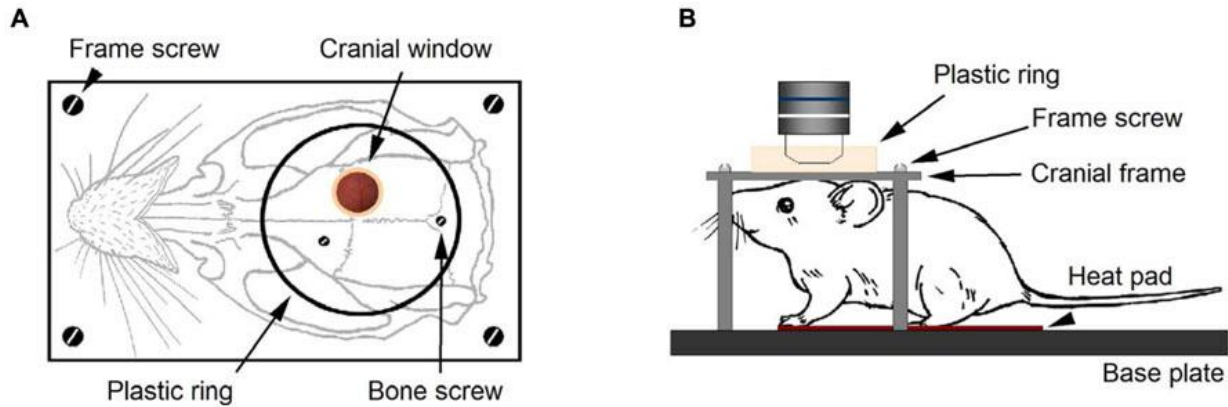 A
Frame screw
Cranial window
Plastic ring
Bone screw
B
Plastic ring
Frame screw
Cranial frame
Heat pad
Base plate